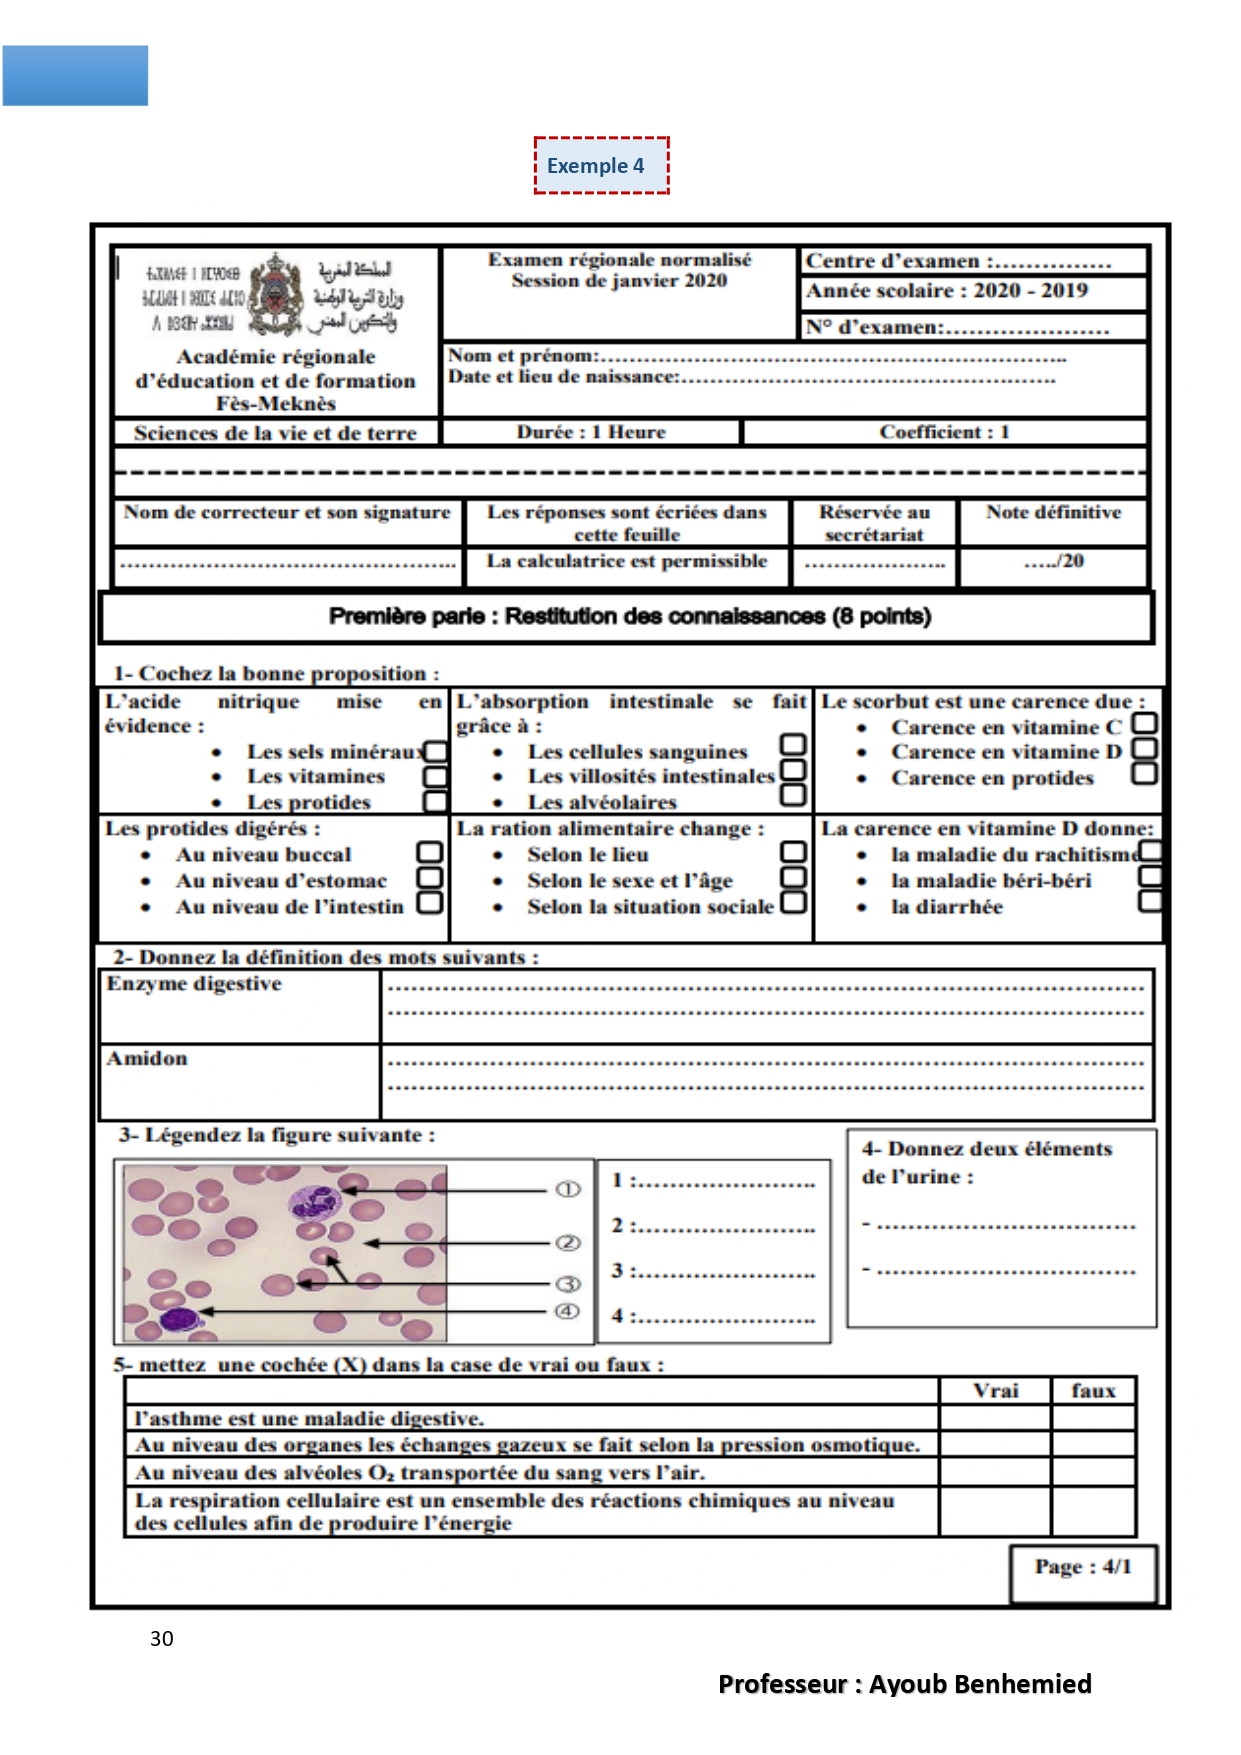 Exemple 4
المملكة المغربية
وزارة التربية الوطنية
والتكوين المهني
Académie régionale
d’éducation et de formation
Fès-Meknès
Examen régionale normalisé
Session de janvier 2020
Centre d’examen :……………
Année scolaire : 2020 - 2019
N° d’examen:…………………
Nom et prénom:………………………………………………………..
Date et lieu de naissance:…………………………………………….
Sciences de la vie et de terre
Durée : 1 Heure
Coefficient : 1
Nom de correcteur et son signature
Les réponses sont écriées dans
cette feuille
Réservée au
secrétariat
Note définitive
……………………………………..
La calculatrice est permissible
………………..
…../20
Première parie : Restitution des connaissances (8 points)
1- Cochez la bonne proposition :
L’acide nitrique mise en
évidence :
• Les sels minéraux
• Les vitamines
• Les protides
L’absorption intestinale se fait
grâce à :
• Les cellules sanguines
• Les villosités intestinales
• Les alvéolaires
Le scorbut est une carence due :
• Carence en vitamine C
• Carence en vitamine D
• Carence en protides
Les protides digérés :
• Au niveau buccal
• Au niveau d’estomac
• Au niveau de l’intestin
La ration alimentaire change :
• Selon le lieu
• Selon le sexe et l’âge
• Selon la situation sociale
La carence en vitamine D donne:
• la maladie du rachitisme
• la maladie béri-béri
• la diarrhée
2- Donnez la définition des mots suivants :
Enzyme digestive
………………………………………………………………………………
………………………………………………………………………………
Amidon
………………………………………………………………………………
………………………………………………………………………………
3- Légendez la figure suivante :
①
②
③
④
1 :…………………..
2 :…………………..
3 :…………………..
4 :…………………..
4- Donnez deux éléments
de l’urine :
- ……………………………
- ……………………………
5- mettez une cochée (X) dans la case de vrai ou faux :
Vrai faux
l’asthme est une maladie digestive.
Au niveau des organes les échanges gazeux se fait selon la pression osmotique.
Au niveau des alvéoles O₂ transportée du sang vers l’air.
La respiration cellulaire est un ensemble des réactions chimiques au niveau
des cellules afin de produire l’énergie
Page : 4/1
30
Professeur : Ayoub Benhemied